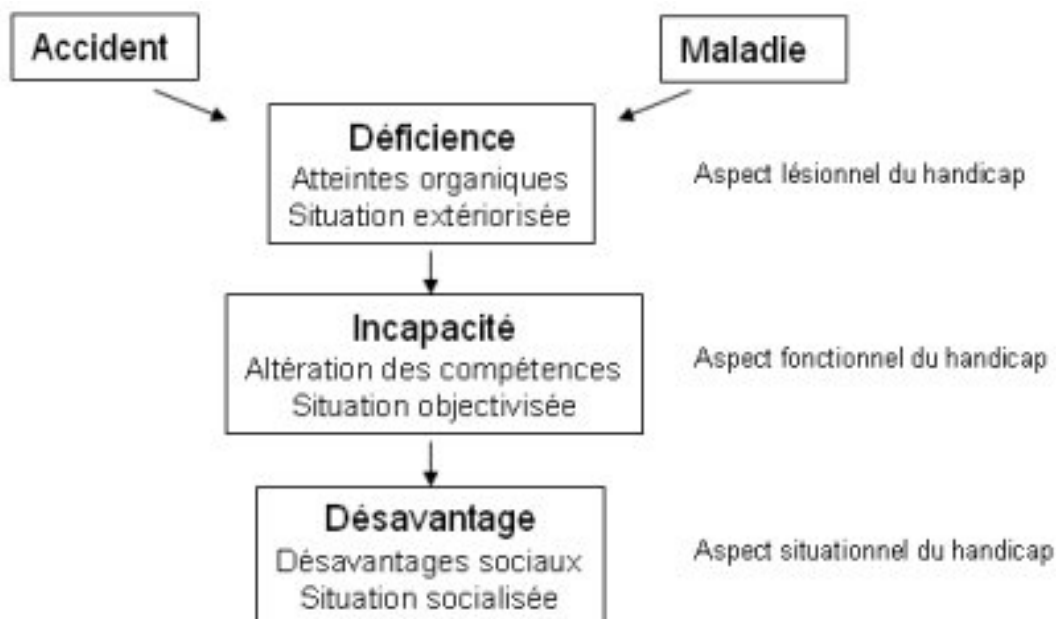 Accident
Maladie
Déficience
Atteintes organiques
Situation extériorisée
Aspect lésionnel du handicap
Incapacité
Altération des compétences
Situation objectivisée
Aspect fonctionnel du handicap
Désavantage
Désavantages sociaux
Situation socialisée
Aspect situationnel du handicap